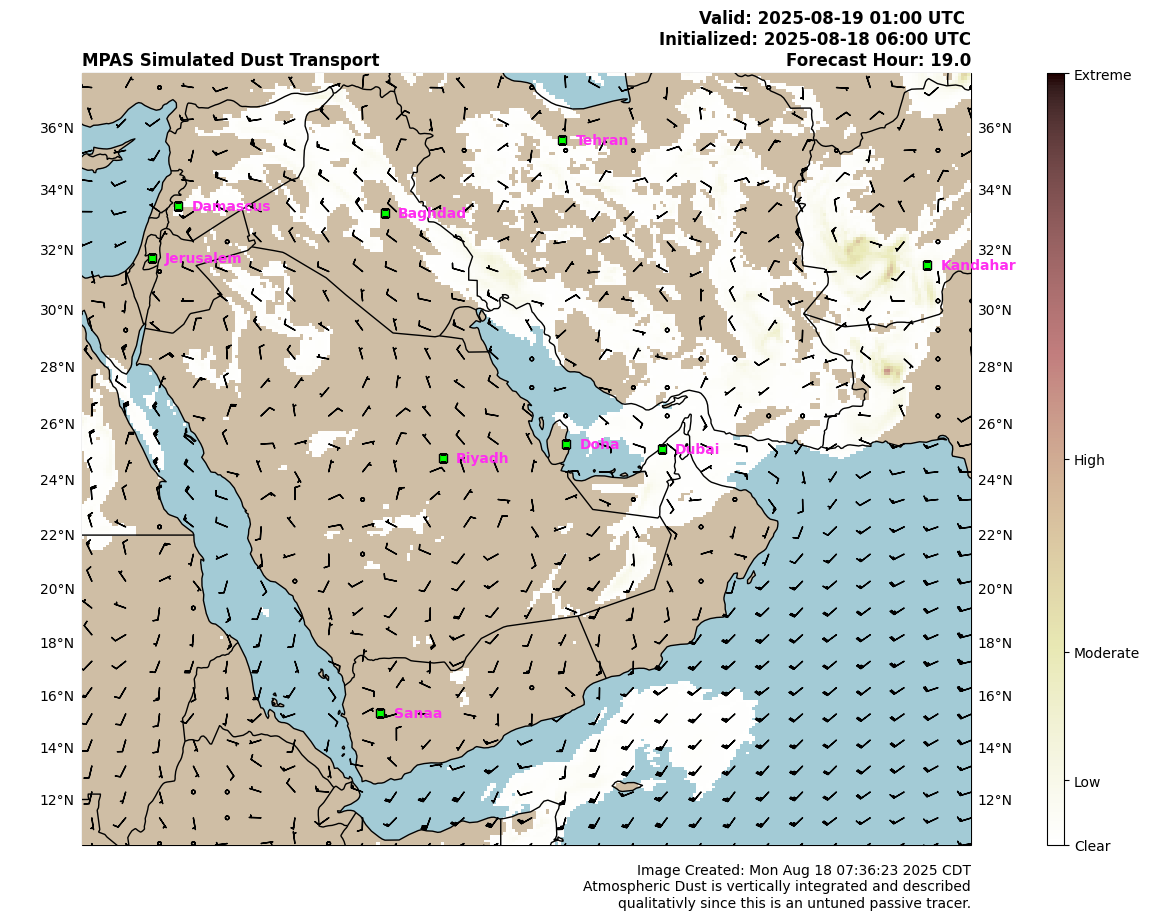 Valid: 2025-08-19 01:00 UTC
Initialized: 2025-08-18 06:00 UTC
MPAS Simulated Dust Transport Forecast Hour: 19.0
Extreme
36°N Tehran 36°N
34°N Damascus Baghdad 34°N
32°N Jerusalem Kandahar 32°N
30°N 30°N
28°N 28°N
26°N Doha Dubai 26°N
Riyadh High
24°N 24°N
22°N 22°N
20°N 20°N
18°N 18°N
Moderate
16°N Sanaa 16°N
14°N 14°N
12°N 12°N
Low
Clear
Image Created: Mon Aug 18 07:36:23 2025 CDT
Atmospheric Dust is vertically integrated and described
qualitativly since this is an untuned passive tracer.